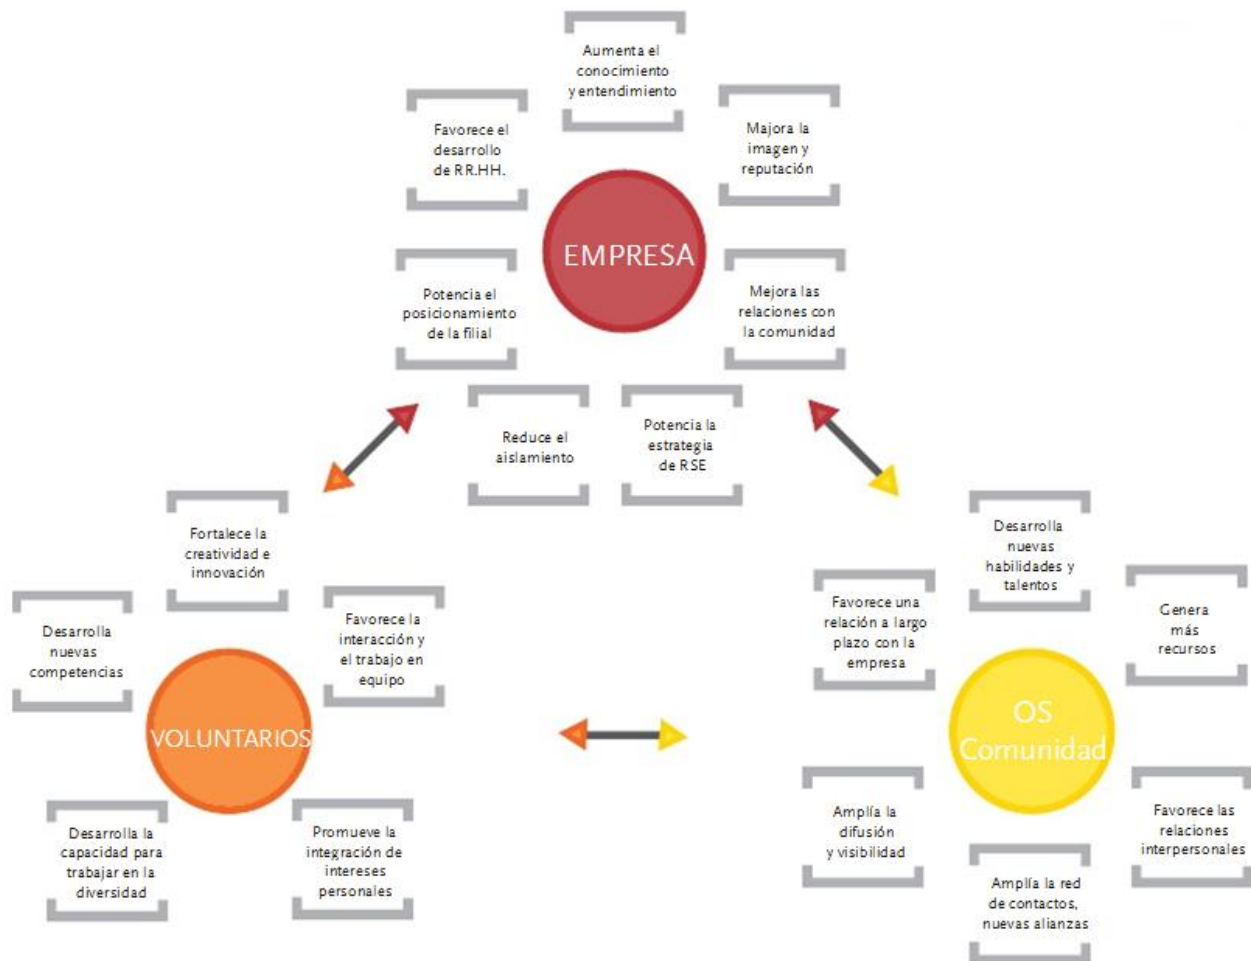 Aumenta el
conocimiento
y entendimiento
Favorece el
desarrollo
de RR.HH.
Majora la
imagen y
reputación
EMPRESA
Potencia el
posicionamiento
de la filial
Mejora las
relaciones con
la comunidad
Reduce el
aislamiento
Potencia la
estrategia
de RSE
Fortalece la
creatividad e
innovación
Desarrolla
nuevas
competencias
Favorece la
interacción y
el trabajo en
equipo
VOLUNTARIOS
Desarrolla la
capacidad para
trabajar en la
diversidad
Promueve la
integración de
intereses
personales
Desarrolla
nuevas
habilidades y
talentos
Favorece una
relación a largo
plazo con la
empresa
Genera
más
recursos
OS
Comunidad
Amplía la
difusión
y visibilidad
Favorece las
relaciones
interpersonales
Amplía la red
de contactos,
nuevas alianzas